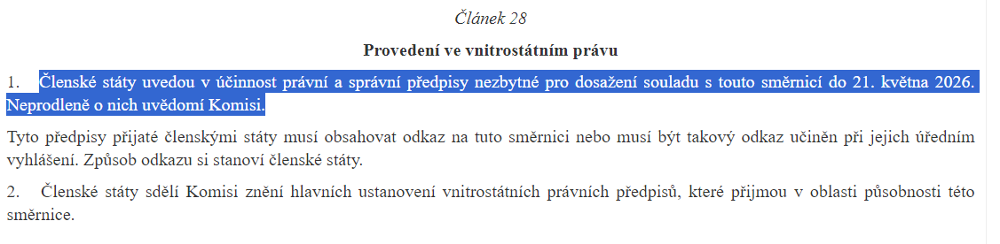 Článek 28
Provedení ve vnitrostátním právu
1. Členské státy uvedou v účinnost právní a správní předpisy nezbytné pro dosažení souladu s touto směrnicí do 21. května 2026.
Neprodleně o nich uvědomí Komisi.
Tyto předpisy přijaté členskými státy musí obsahovat odkaz na tuto směrnici nebo musí být takový odkaz učiněn při jejich úředním
vyhlášení. Způsob odkazu si stanoví členské státy.
2. Členské státy sdělí Komisi znění hlavních ustanovení vnitrostátních právních předpisů, které přijmou v oblasti působnosti této
směrnice.